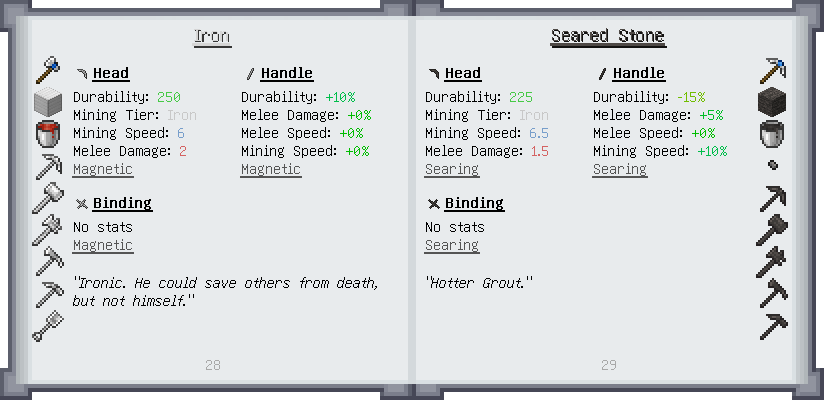 Iron
Head
Durability: 250
Mining Tier: Iron
Mining Speed: 6
Melee Damage: 2
Magnetic
Handle
Durability: +10%
Melee Damage: +0%
Melee Speed: +0%
Mining Speed: +0%
Magnetic
Binding
No stats
Magnetic
"Ironic. He could save others from death,
but not himself."
28
Seared Stone
Head
Durability: 225
Mining Tier: Iron
Mining Speed: 6.5
Melee Damage: 1.5
Searing
Handle
Durability: -15%
Melee Damage: +5%
Melee Speed: +0%
Mining Speed: +10%
Searing
Binding
No stats
Searing
"Hotter Grout."
29